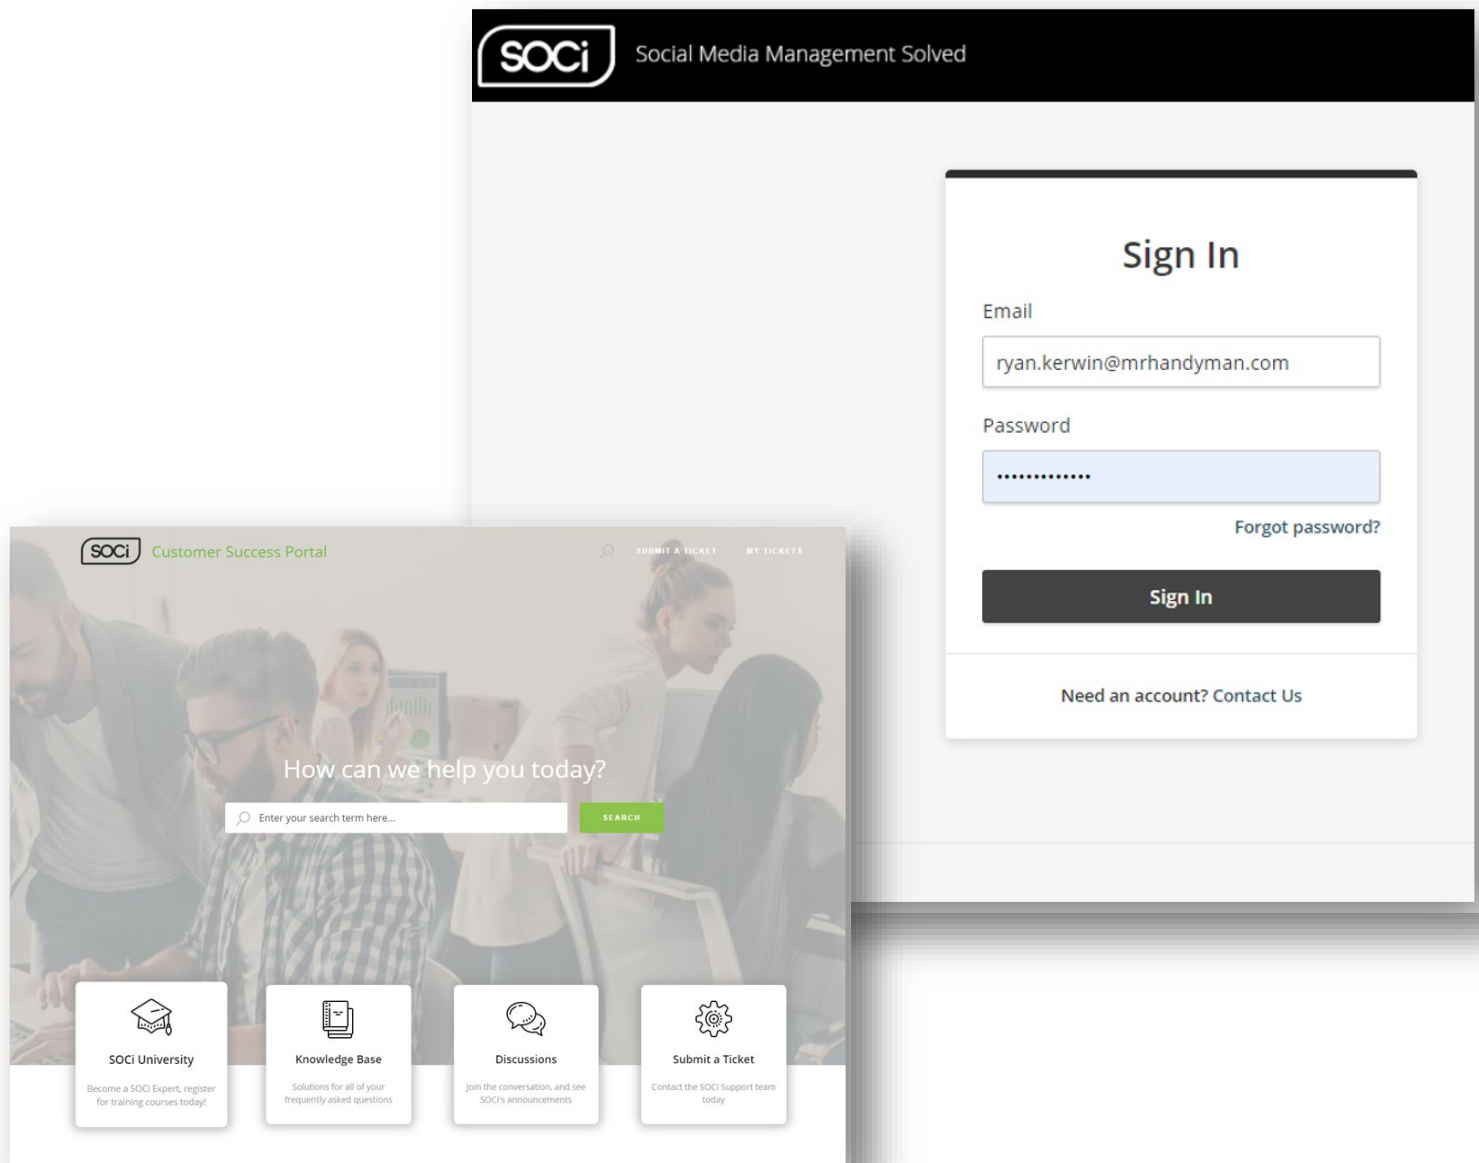 SOCi Social Media Management Solved
Sign In
Email
ryan.kerwin@mrhandyman.com
Password
•••••••••••••
Forgot password?
Sign In
Need an account? Contact Us
SOCi Customer Success Portal
SUBMIT A TICKET MY TICKETS
How can we help you today?
Enter your search term here...
SEARCH
SOCi University
Become a SOCi Expert, register
for training courses today!
Knowledge Base
Solutions for all of your
frequently asked questions
Discussions
Join the conversation, and see
SOCi's announcements
Submit a Ticket
Contact the SOCi Support team
today